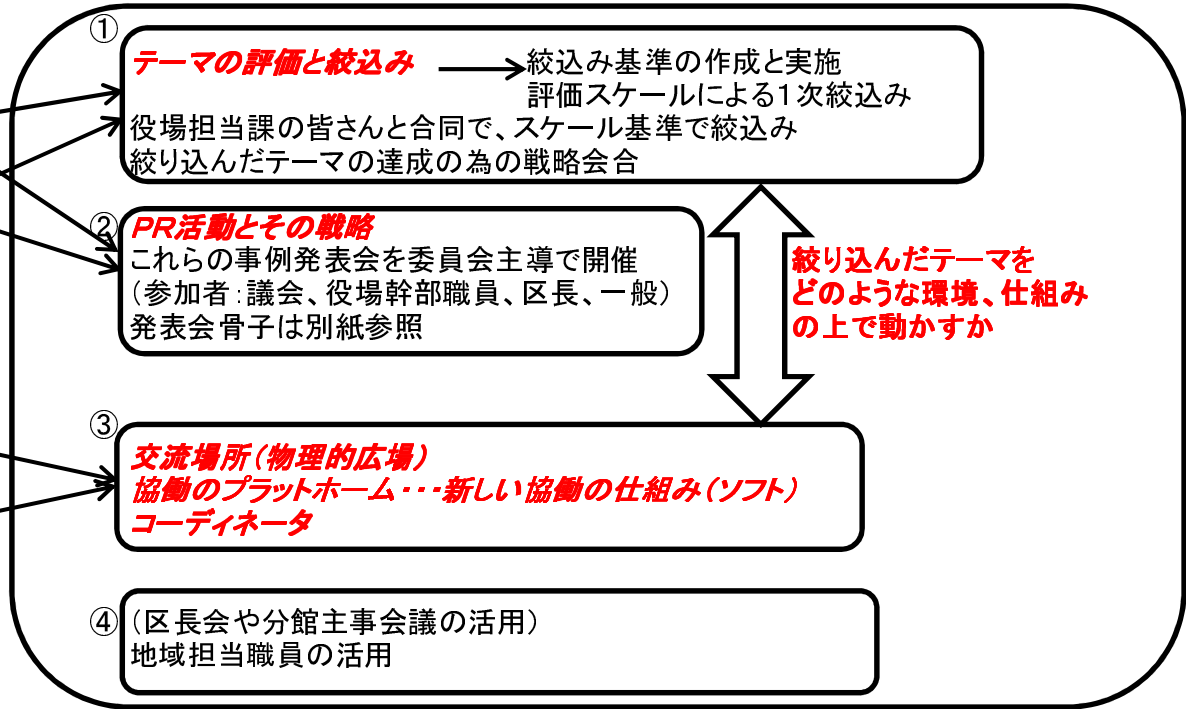 ①
テーマの評価と絞込み
絞込み基準の作成と実施
評価スケールによる１次絞込み
役場担当課の皆さんと合同で、スケール基準で絞込み
絞り込んだテーマの達成の為の戦略会合
②
ＰＲ活動とその戦略
これらの事例発表会を委員会主導で開催
（参加者：議会、役場幹部職員、区長、一般）
発表会骨子は別紙参照
絞り込んだテーマを
どのような環境、仕組み
の上で動かすか
③
交流場所（物理的広場）
協働のプラットホーム・・・新しい協働の仕組み（ソフト）
コーディネータ
④
（区長会や分館主事会議の活用）
地域担当職員の活用